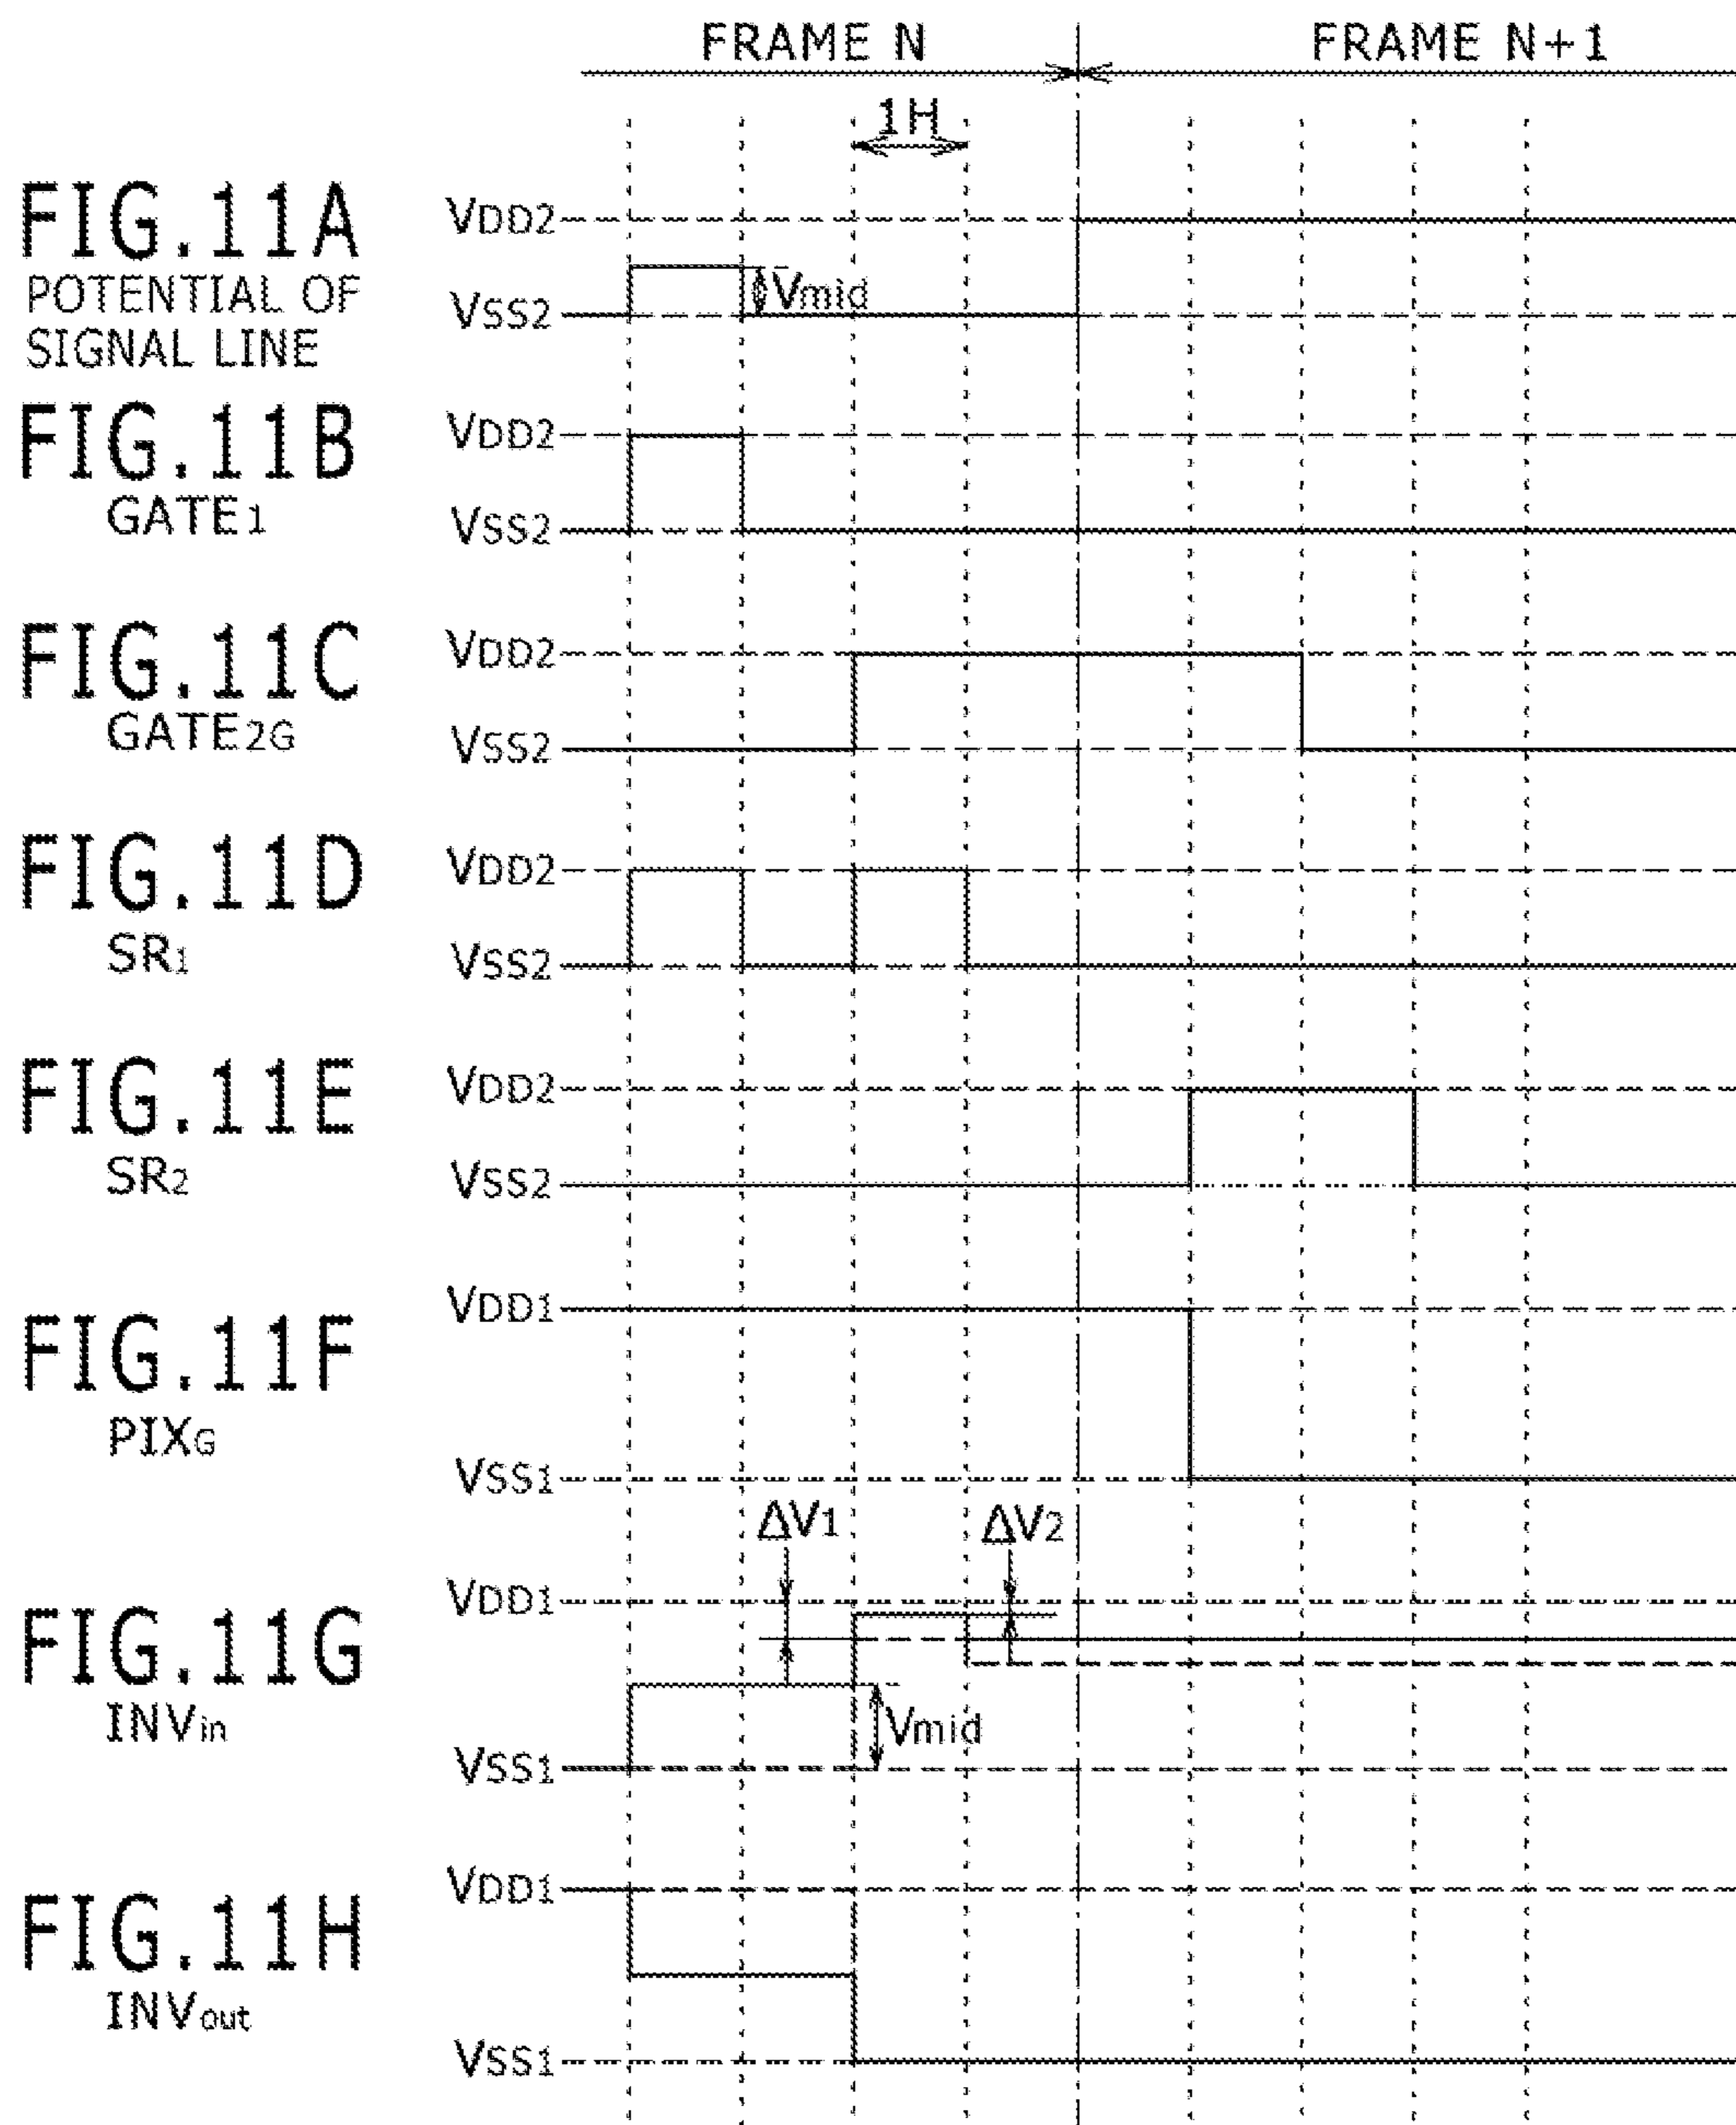 FRAME N FRAME N+1
1H
FIG.11A
POTENTIAL OF
SIGNAL LINE
VDD2
Vmid
VSS2
FIG.11B
GATE1
VDD2
VSS2
FIG.11C
GATE2G
VDD2
VSS2
FIG.11D
SR1
VDD2
VSS2
FIG.11E
SR2
VDD2
VSS2
FIG.11F
PIXG
VDD1
VSS1
FIG.11G
INVin
ΔV1 ΔV2
VDD1
Vmid
VSS1
FIG.11H
INVout
VDD1
VSS1